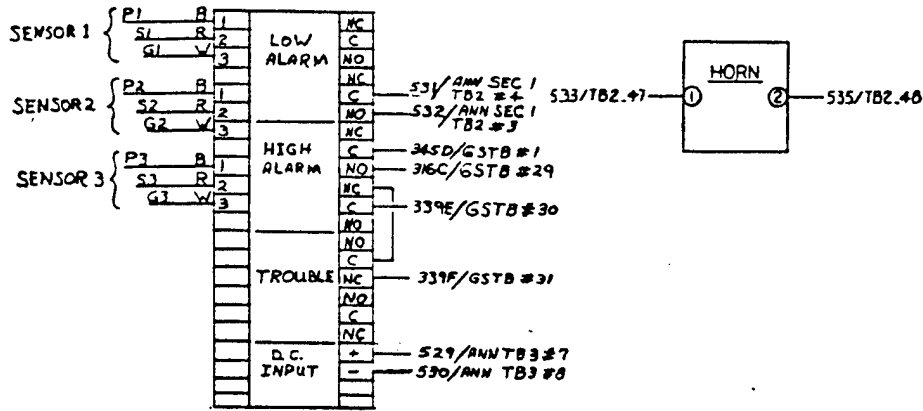 SENSOR 1
P1 B 1
S1 R 2
G1 W 3
SENSOR 2
P2 B 1
S2 R 2
G2 W 3
SENSOR 3
P3 B 1
S3 R 2
G3 W 3
LOW
ALARM
HIGH
ALARM
TROUBLE
D.C.
INPUT
NC
C
NO
NC
C
NO
NC
C
NO
NC
C
NO
NO
C
NC
NO
C
NC
+
-
531/ANN SEC 1
TB2 #4
532/ANN SEC 1
TB2 #3
345D/GSTB #1
316C/GSTB #29
339E/GSTB #30
339F/GSTB #31
529/ANN TB3 #7
530/ANN TB3 #8
HORN
533/TB2.47
1
2
535/TB2.48